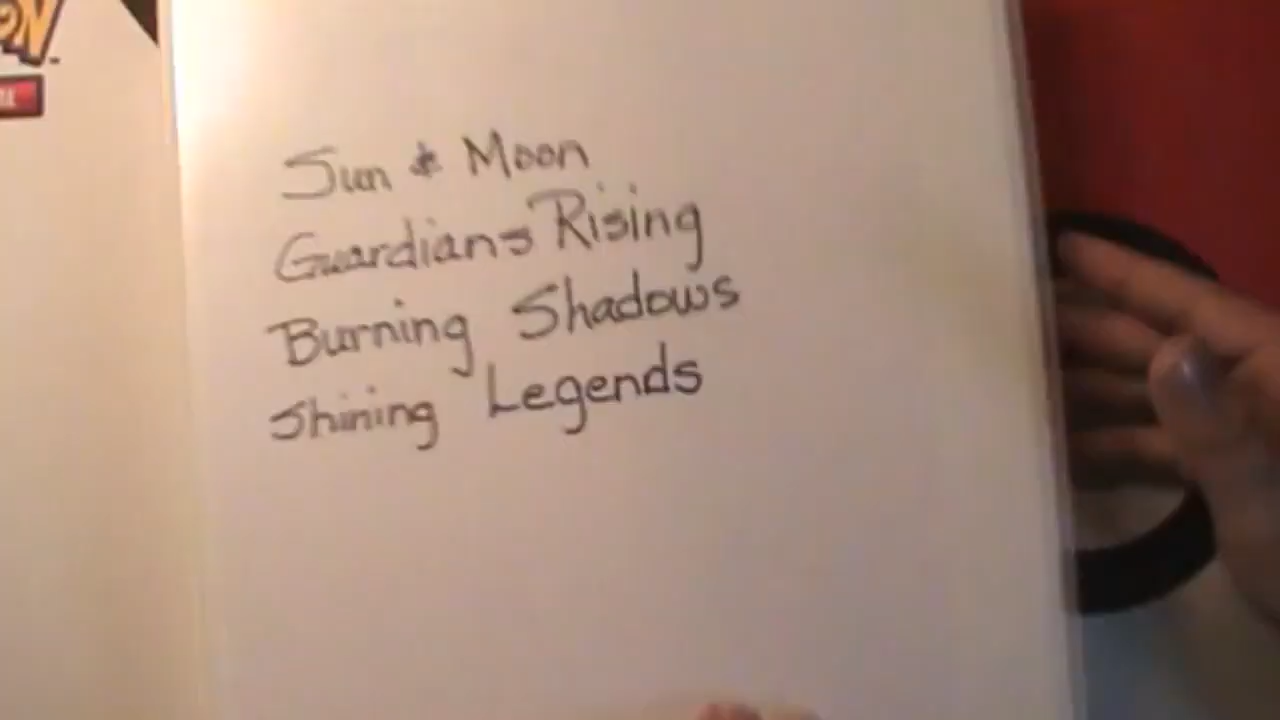 Sun & Moon
Guardians Rising
Burning Shadows
Shining Legends